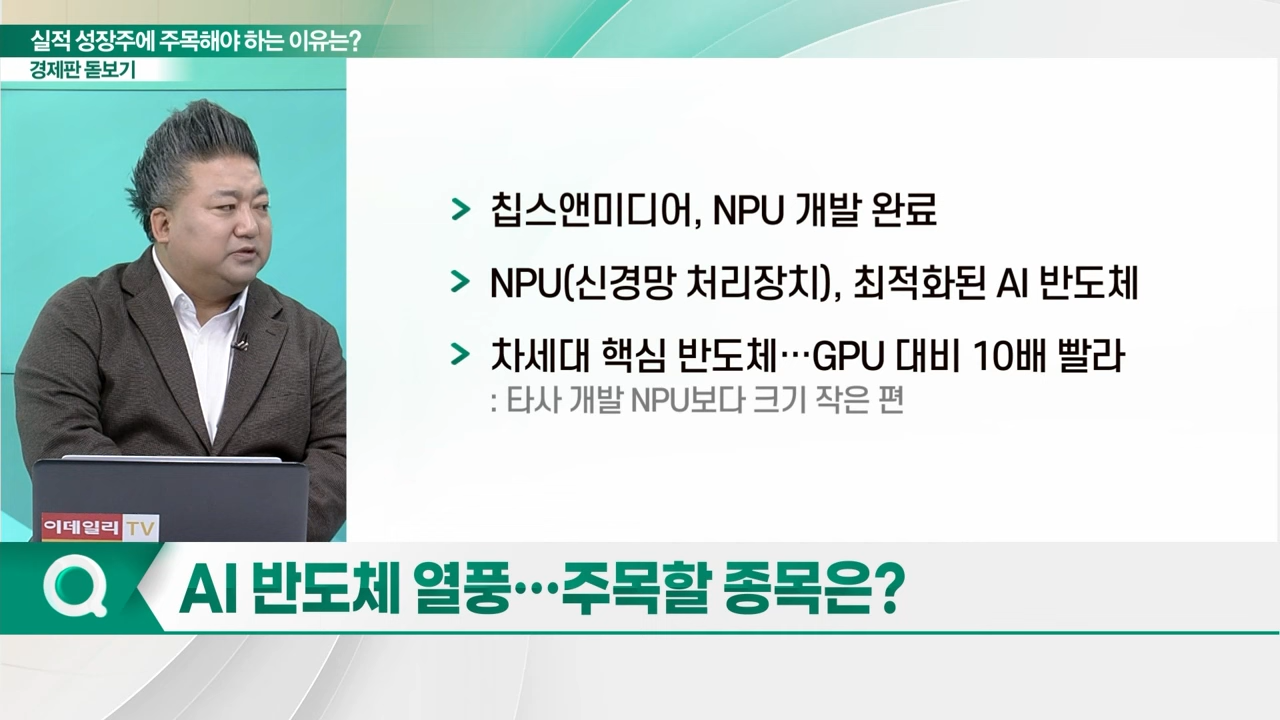 실적 성장주에 주목해야 하는 이유는?
경제판 돋보기
> 칩스앤미디어, NPU 개발 완료
> NPU(신경망 처리장치), 최적화된 AI 반도체
> 차세대 핵심 반도체…GPU 대비 10배 빨라
: 타사 개발 NPU보다 크기 작은 편
이데일리 TV
AI 반도체 열풍…주목할 종목은?